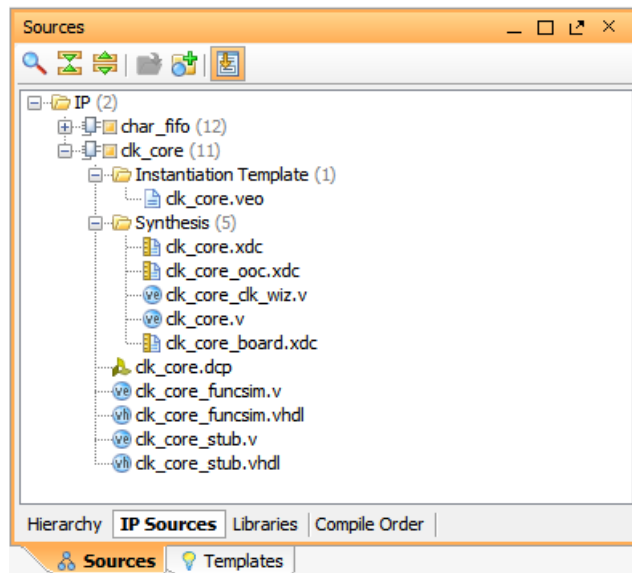 Sources
IP (2)
char_fifo (12)
clk_core (11)
Instantiation Template (1)
clk_core.veo
Synthesis (5)
clk_core.xdc
clk_core_ooc.xdc
clk_core_clk_wiz.v
clk_core.v
clk_core_board.xdc
clk_core.dcp
clk_core_funcsim.v
clk_core_funcsim.vhdl
clk_core_stub.v
clk_core_stub.vhdl
Hierarchy IP Sources Libraries Compile Order
Sources Templates